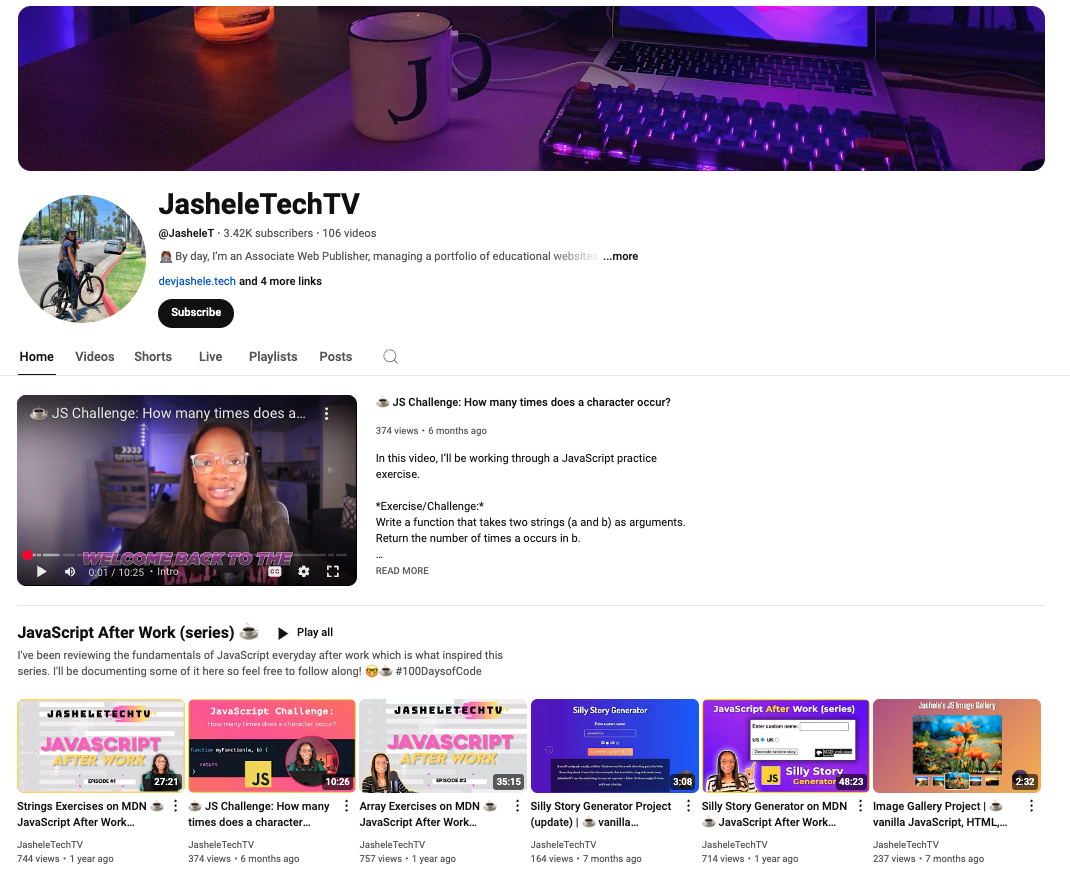 J
JasheleTechTV
@JasheleT · 3.42K subscribers · 106 videos
👩🏽‍💻 By day, I'm an Associate Web Publisher, managing a portfolio of educational websites ...more
devjashele.tech and 4 more links
Subscribe
Home Videos Shorts Live Playlists Posts
☕ JS Challenge: How many times does a...
WELCOME BACK TO THE
0:01 / 10:25 • Intro
CC
☕ JS Challenge: How many times does a character occur?
374 views • 6 months ago
In this video, I'll be working through a JavaScript practice
exercise.
*Exercise/Challenge:*
Write a function that takes two strings (a and b) as arguments.
Return the number of times a occurs in b.
...
READ MORE
JavaScript After Work (series) ☕ Play all
I've been reviewing the fundamentals of JavaScript everyday after work which is what inspired this
series. I'll be documenting some of it here so feel free to follow along! 🤓☕ #100DaysofCode
JASHELETECHTV
JAVASCRIPT
AFTER WORK
EPISODE #1
27:21
Strings Exercises on MDN ☕
JavaScript After Work...
JasheleTechTV
744 views • 1 year ago
JavaScript Challenge:
How many times does a character occur?
function myFunction(a, b) {
return
}
JS
10:26
☕ JS Challenge: How many
times does a character...
JasheleTechTV
374 views • 6 months ago
JASHELETECHTV
JAVASCRIPT
AFTER WORK
EPISODE #3
35:15
Array Exercises on MDN ☕
JavaScript After Work...
JasheleTechTV
757 views • 1 year ago
Silly Story Generator
Enter custom name:
US UK
3:08
Silly Story Generator Project
(update) | ☕ vanilla...
JasheleTechTV
164 views • 7 months ago
JavaScript After Work (series)
Enter custom name:
US UK
Generate random story
JS
Silly Story
Generator
48:23
Silly Story Generator on MDN
☕ JavaScript After Work...
JasheleTechTV
714 views • 1 year ago
Jashele's JS Image Gallery
2:32
Image Gallery Project | ☕
vanilla JavaScript, HTML,...
JasheleTechTV
237 views • 7 months ago